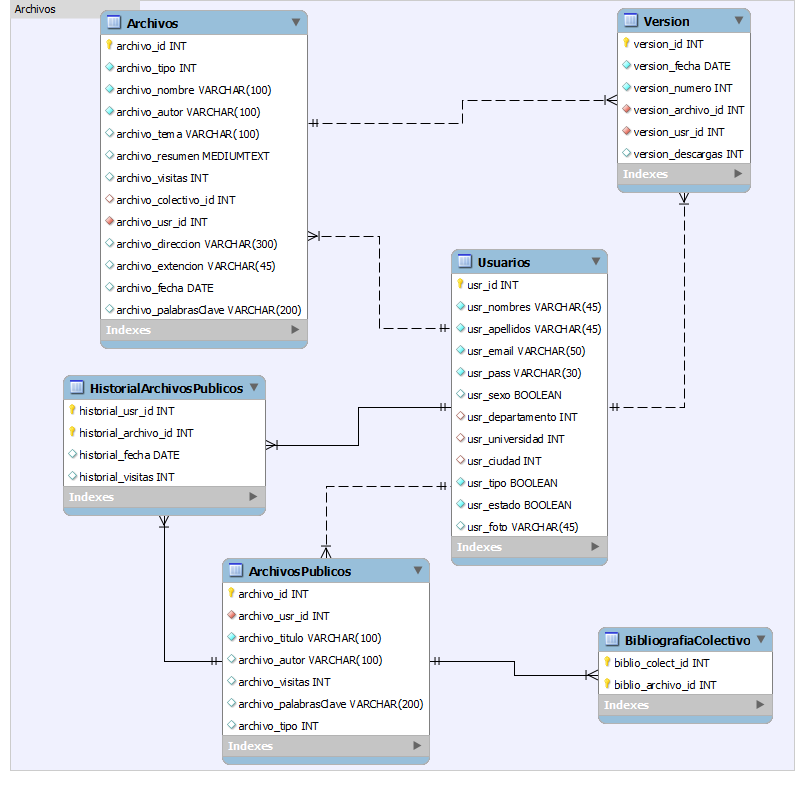 Archivos
Archivos
archivo_id INT
archivo_tipo INT
archivo_nombre VARCHAR(100)
archivo_autor VARCHAR(100)
archivo_tema VARCHAR(100)
archivo_resumen MEDIUMTEXT
archivo_visitas INT
archivo_colectivo_id INT
archivo_usr_id INT
archivo_direccion VARCHAR(300)
archivo_extencion VARCHAR(45)
archivo_fecha DATE
archivo_palabrasClave VARCHAR(200)
Indexes
Version
version_id INT
version_fecha DATE
version_numero INT
version_archivo_id INT
version_usr_id INT
version_descargas INT
Indexes
Usuarios
usr_id INT
usr_nombres VARCHAR(45)
usr_apellidos VARCHAR(45)
usr_email VARCHAR(50)
usr_pass VARCHAR(30)
usr_sexo BOOLEAN
usr_departamento INT
usr_universidad INT
usr_ciudad INT
usr_tipo BOOLEAN
usr_estado BOOLEAN
usr_foto VARCHAR(45)
Indexes
HistorialArchivosPublicos
historial_usr_id INT
historial_archivo_id INT
historial_fecha DATE
historial_visitas INT
Indexes
ArchivosPublicos
archivo_id INT
archivo_usr_id INT
archivo_titulo VARCHAR(100)
archivo_autor VARCHAR(100)
archivo_visitas INT
archivo_palabrasClave VARCHAR(200)
archivo_tipo INT
Indexes
BibliografiaColectivo
biblio_colect_id INT
biblio_archivo_id INT
Indexes